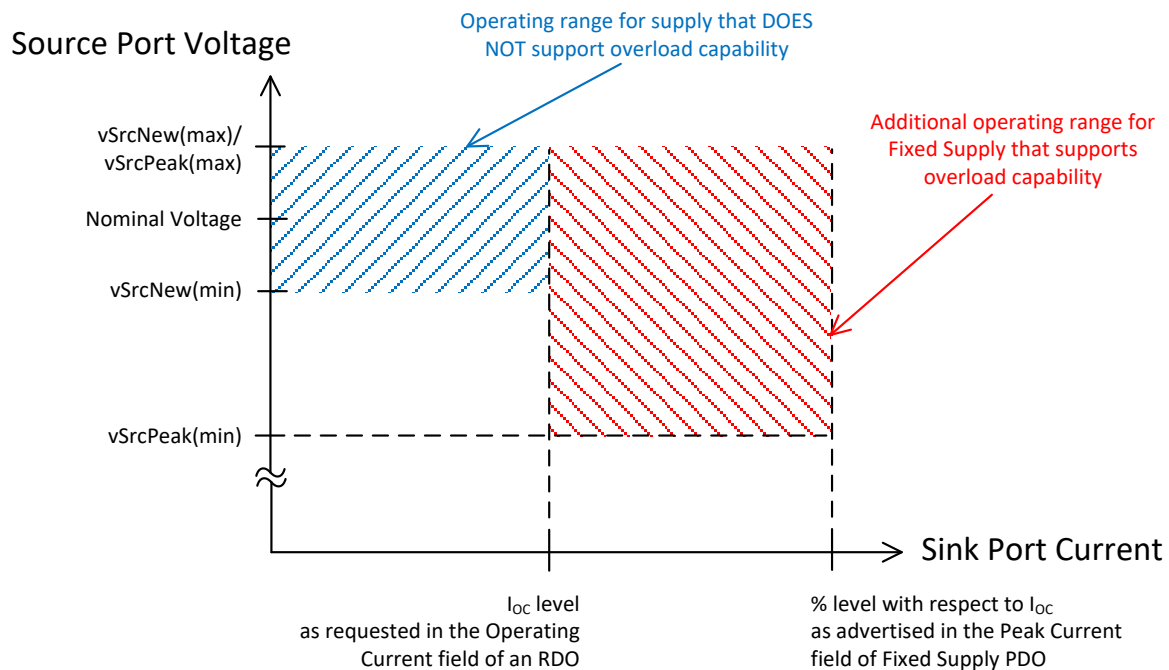 Operating range for supply that DOES
NOT support overload capability
Source Port Voltage
vSrcNew(max)/
vSrcPeak(max)
Additional operating range for
Fixed Supply that supports
overload capability
Nominal Voltage
vSrcNew(min)
vSrcPeak(min)
Sink Port Current
IOC level
as requested in the Operating
Current field of an RDO
% level with respect to IOC
as advertised in the Peak Current
field of Fixed Supply PDO